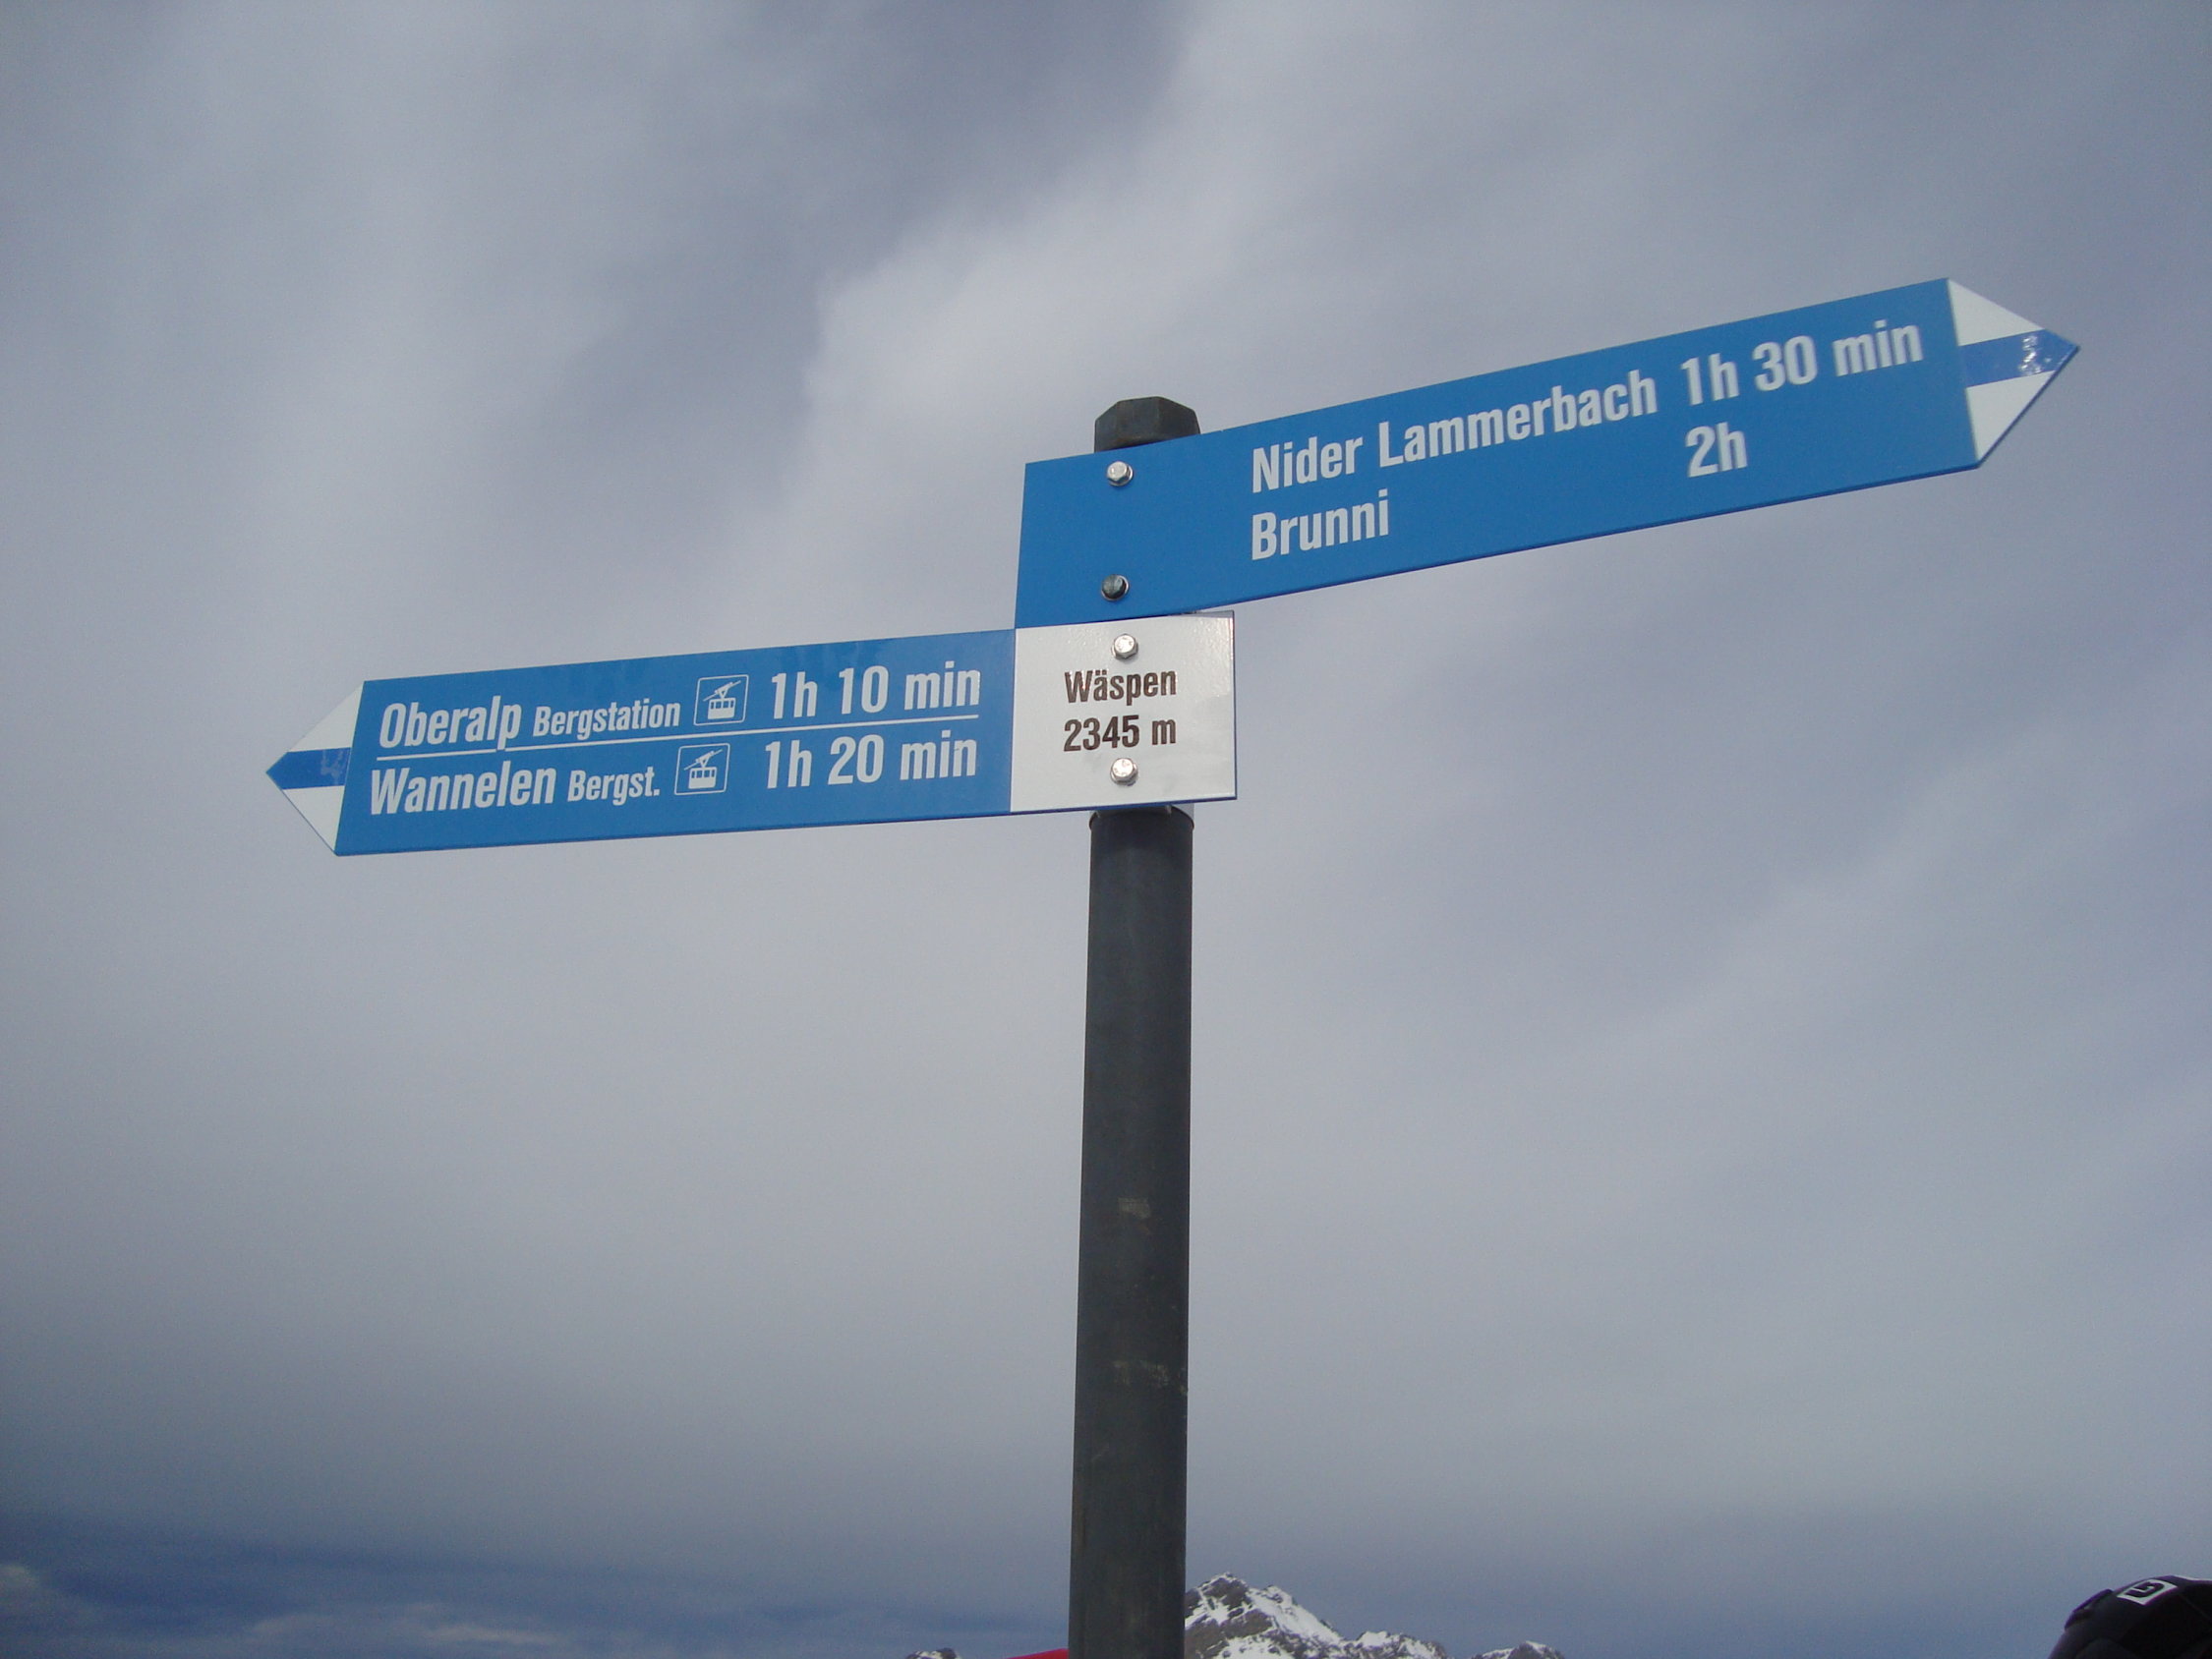 Nider Lammerbach 1h 30 min
Brunni 2h
Oberalp Bergstation 1h 10 min
Wannelen Bergst. 1h 20 min
Wäspen
2345 m